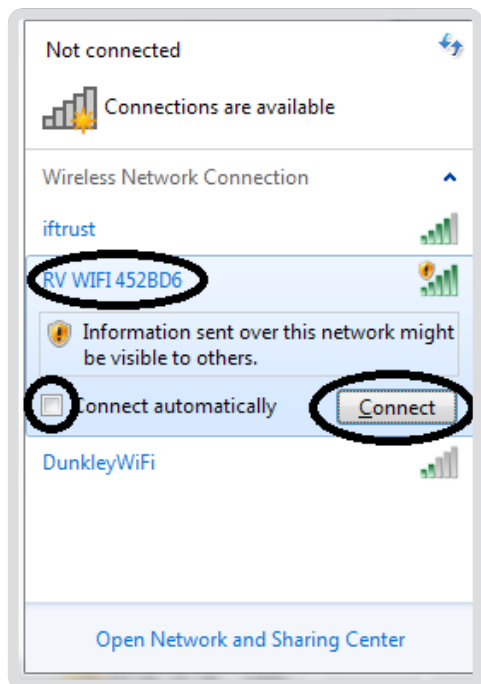 Not connected
Connections are available
Wireless Network Connection
iftrust
RV WIFI 452BD6
Information sent over this network might
be visible to others.
Connect automatically
Connect
DunkleyWiFi
Open Network and Sharing Center